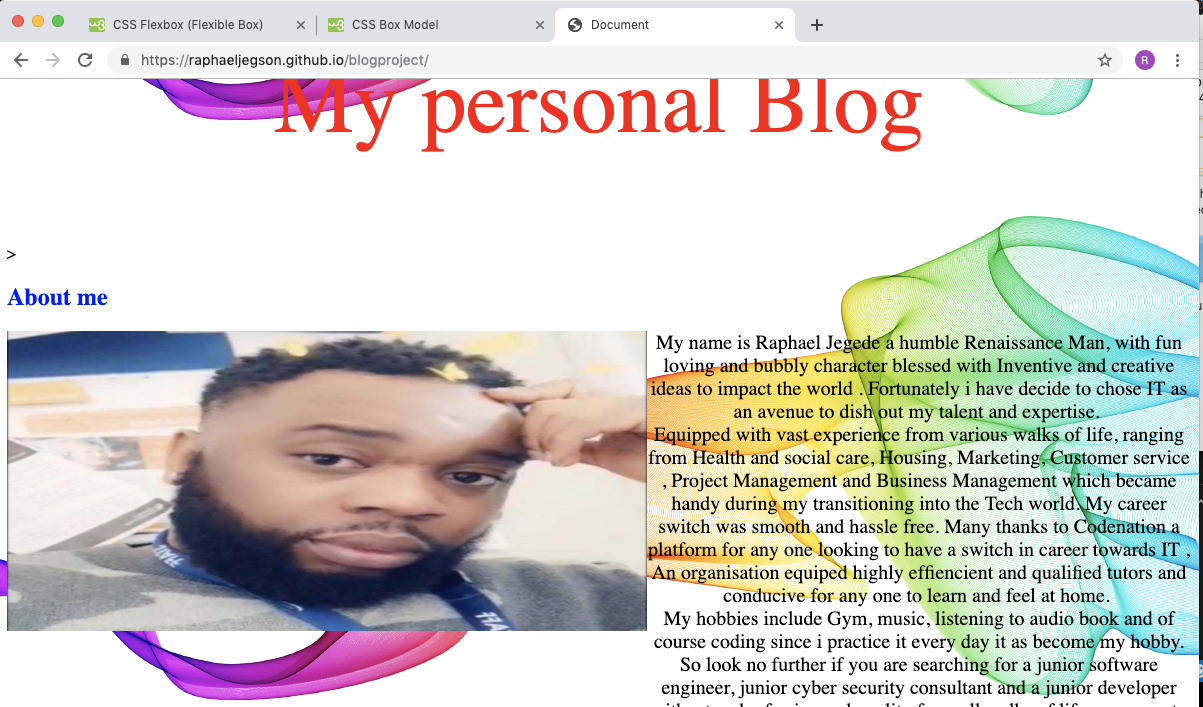 CSS Flexbox (Flexible Box)
CSS Box Model
Document
https://raphaeljegson.github.io/blogproject/
R
My personal Blog
>
About me
My name is Raphael Jegede a humble Renaissance Man, with fun
loving and bubbly character blessed with Inventive and creative
ideas to impact the world . Fortunately i have decide to chose IT as
an avenue to dish out my talent and expertise.
Equipped with vast experience from various walks of life, ranging
from Health and social care, Housing, Marketing, Customer service
, Project Management and Business Management which became
handy during my transitioning into the Tech world. My career
switch was smooth and hassle free. Many thanks to Codenation a
platform for any one looking to have a switch in career towards IT ,
An organisation equiped highly effiencient and qualified tutors and
conducive for any one to learn and feel at home.
My hobbies include Gym, music, listening to audio book and of
course coding since i practice it every day it as become my hobby.
So look no further if you are searching for a junior software
engineer, junior cyber security consultant and a junior developer